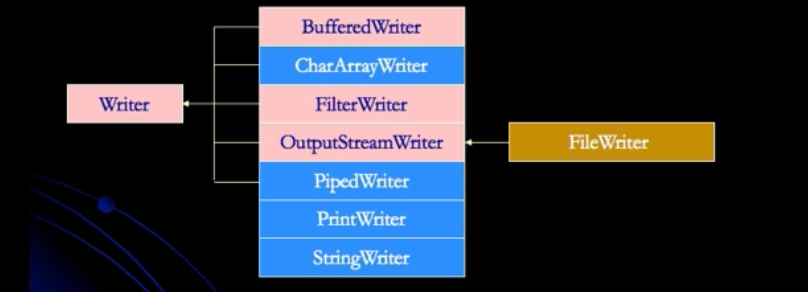 BufferedWriter
CharArrayWriter
Writer
FilterWriter
OutputStreamWriter
FileWriter
PipedWriter
PrintWriter
StringWriter